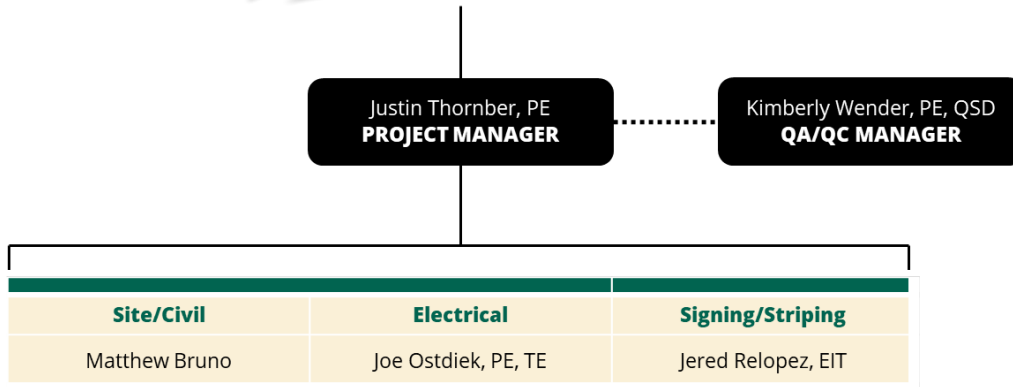 Justin Thornber, PE
PROJECT MANAGER
Kimberly Wender, PE, QSD
QA/QC MANAGER
Site/Civil
Electrical
Signing/Striping
Matthew Bruno
Joe Ostdiek, PE, TE
Jered Relopez, EIT